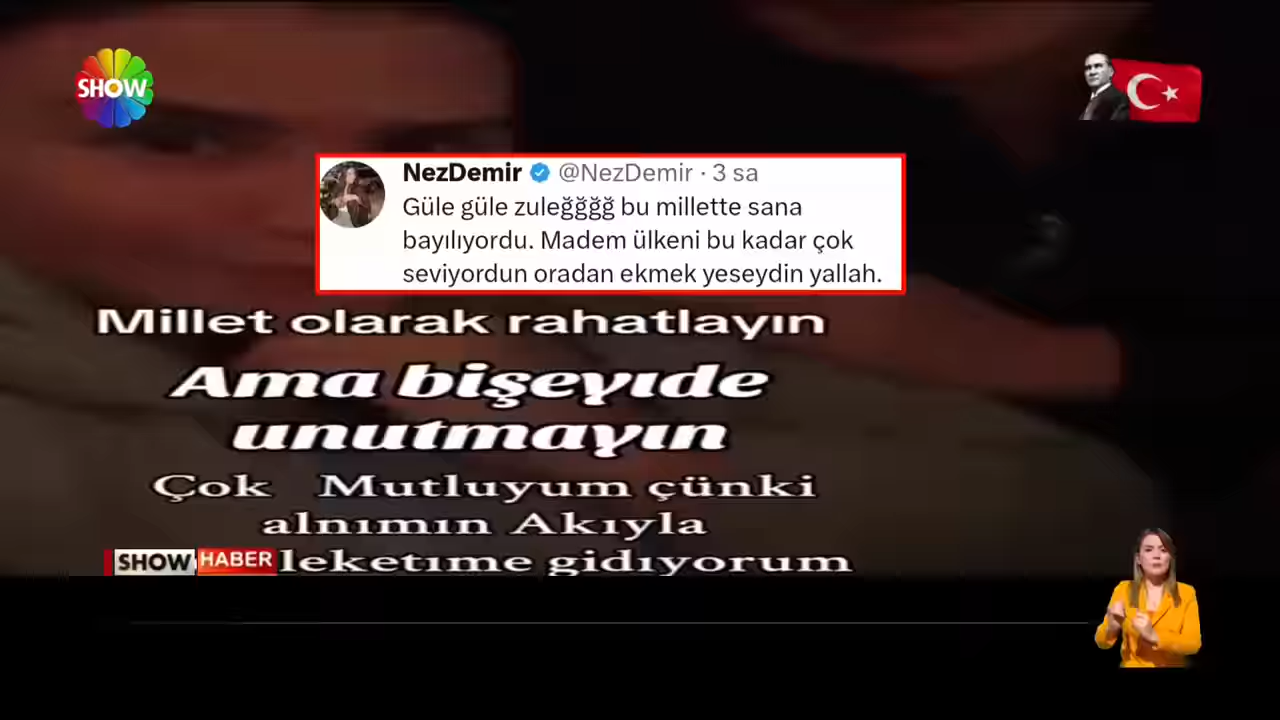 SHOW
NezDemir @NezDemir · 3 sa
Güle güle zuleğğğğ bu millette sana
bayılıyordu. Madem ülkeni bu kadar çok
seviyordun oradan ekmek yeseydin yallah.
Millet olarak rahatlayın
Ama bişeyıde
unutmayın
Çok Mutluyum çünki
alnımın Akıyla
leketıme gidıyorum
SHOW HABER